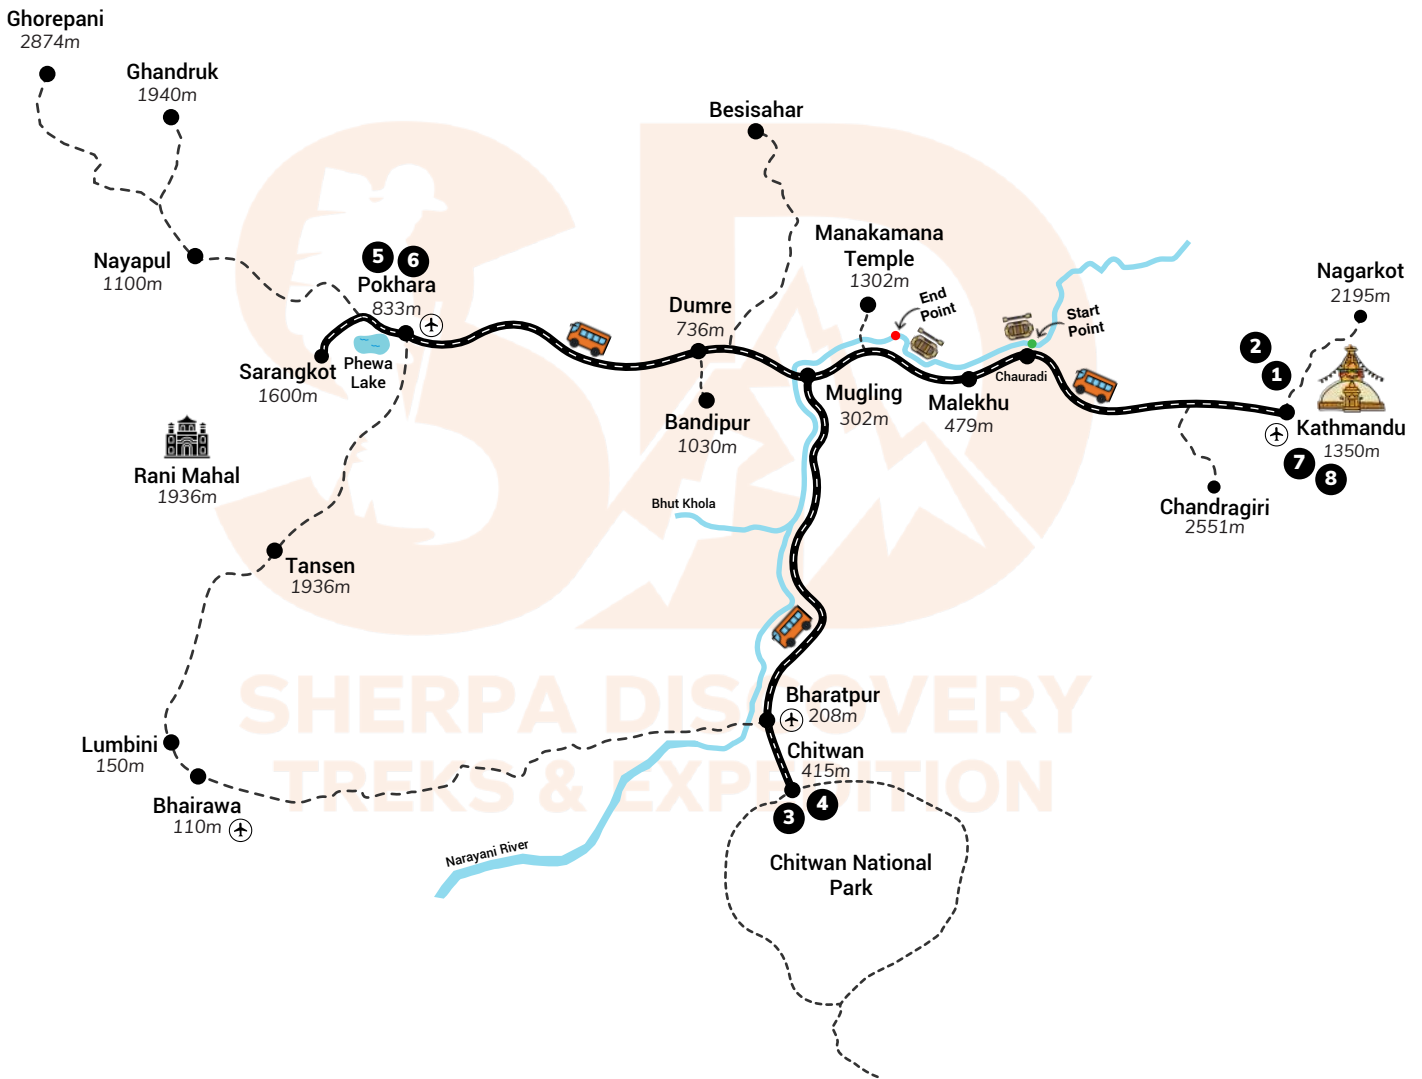 Ghorepani
2874m
Ghandruk
1940m
Besisahar
Nayapul
1100m
5
6
Pokhara
833m
Manakamana
Temple
1302m
End
Point
Start
Point
Nagarkot
2195m
Dumre
736m
Sarangkot
1600m
Phewa
Lake
Mugling
302m
Malekhu
479m
Chauradi
2
1
Kathmandu
1350m
7
8
Bandipur
1030m
Rani Mahal
1936m
Bhut Khola
Chandragiri
2551m
Tansen
1936m
SHERPA DISCOVERY
TREKS & EXPEDITION
Bharatpur
208m
Lumbini
150m
Chitwan
415m
Bhairawa
110m
3
4
Narayani River
Chitwan National
Park
SD